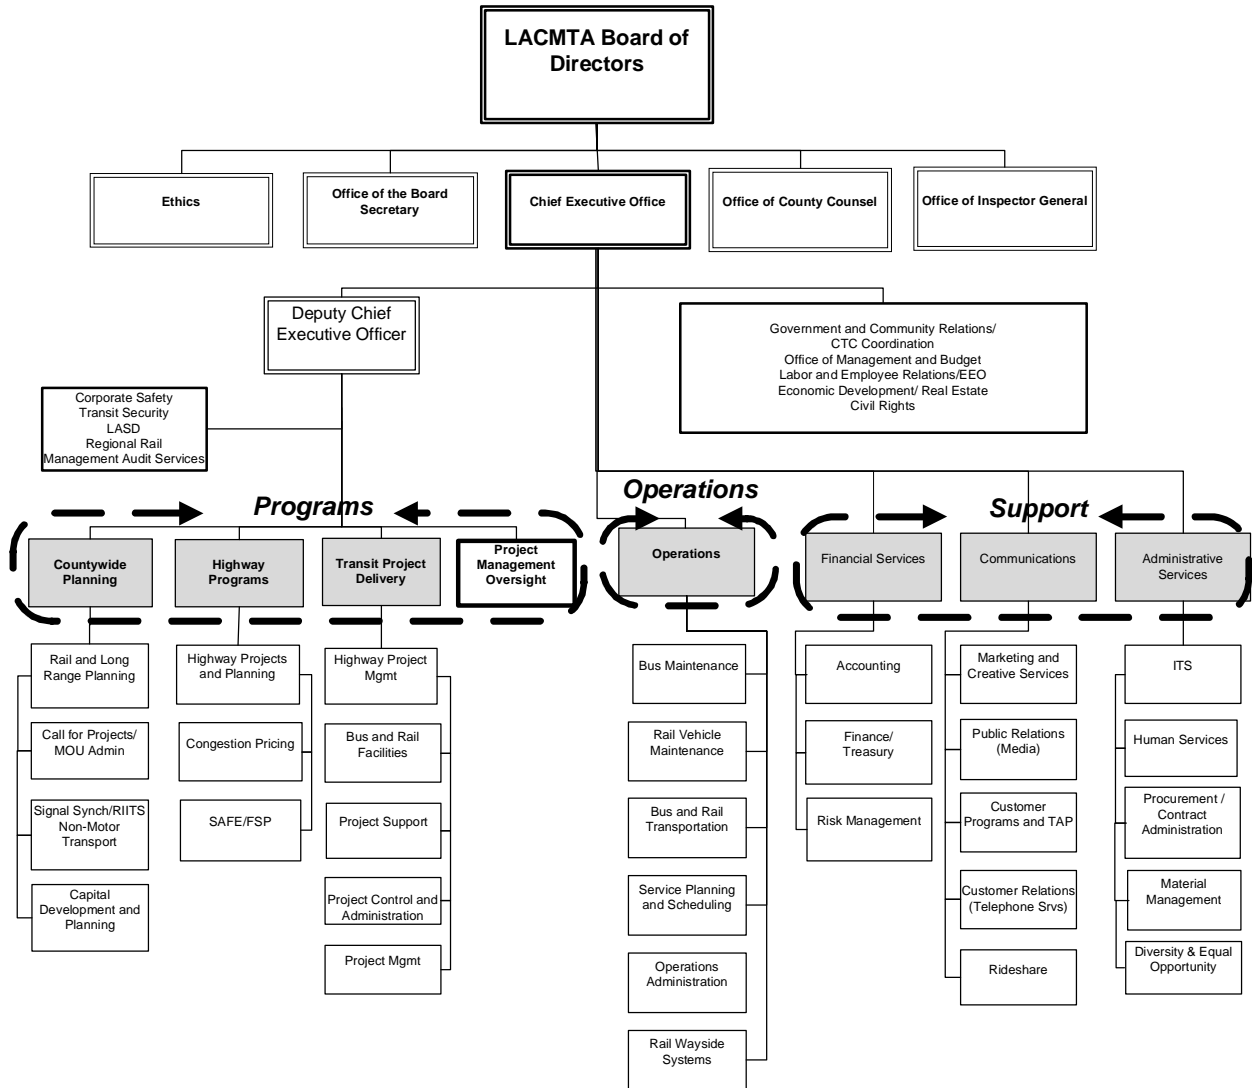 LACMTA Board of
Directors
Ethics
Office of the Board
Secretary
Chief Executive Office
Office of County Counsel
Office of Inspector General
Deputy Chief
Executive Officer
Government and Community Relations/
CTC Coordination
Office of Management and Budget
Labor and Employee Relations/EEO
Economic Development/ Real Estate
Civil Rights
Corporate Safety
Transit Security
LASD
Regional Rail
Management Audit Services
Programs
Operations
Support
Countywide
Planning
Highway
Programs
Transit Project
Delivery
Project
Management
Oversight
Operations
Financial Services
Communications
Administrative
Services
Rail and Long
Range Planning
Call for Projects/
MOU Admin
Signal Synch/RIITS
Non-Motor
Transport
Capital
Development and
Planning
Highway Projects
and Planning
Congestion Pricing
SAFE/FSP
Highway Project
Mgmt
Bus and Rail
Facilities
Project Support
Project Control and
Administration
Project Mgmt
Bus Maintenance
Rail Vehicle
Maintenance
Bus and Rail
Transportation
Service Planning
and Scheduling
Operations
Administration
Rail Wayside
Systems
Accounting
Finance/
Treasury
Risk Management
Marketing and
Creative Services
Public Relations
(Media)
Customer
Programs and TAP
Customer Relations
(Telephone Srvs)
Rideshare
ITS
Human Services
Procurement /
Contract
Administration
Material
Management
Diversity & Equal
Opportunity